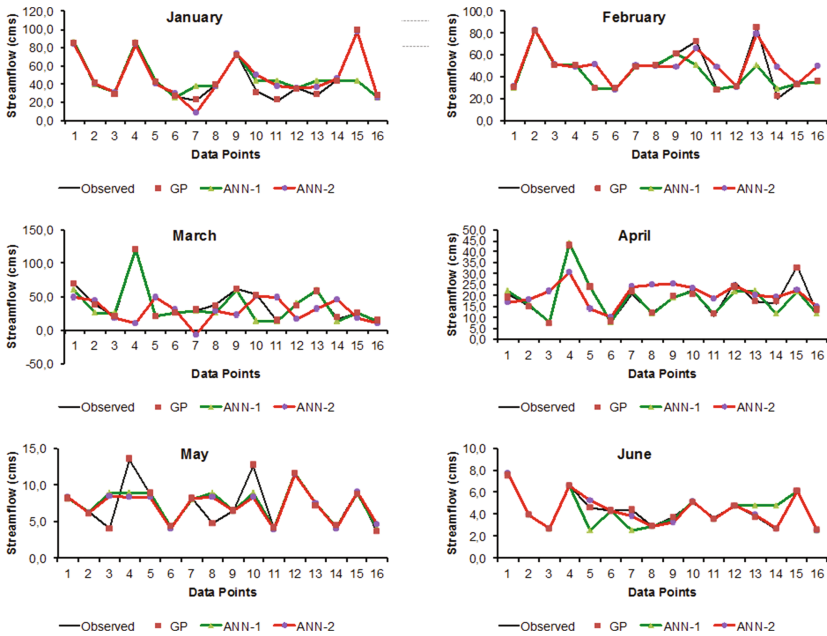 January
Streamflow (cms)
120,0
100,0
80,0
60,0
40,0
20,0
0,0
1 2 3 4 5 6 7 8 9 10 11 12 13 14 15 16
Data Points
Observed GP ANN-1 ANN-2
February
Streamflow (cms)
100,0
80,0
60,0
40,0
20,0
0,0
1 2 3 4 5 6 7 8 9 10 11 12 13 14 15 16
Data Points
Observed GP ANN-1 ANN-2
March
Streamflow (cms)
150,0
100,0
50,0
0,0
-50,0
1 2 3 4 5 6 7 8 9 10 11 12 13 14 15 16
Data Points
Observed GP ANN-1 ANN-2
April
Streamflow (cms)
50,0
45,0
40,0
35,0
30,0
25,0
20,0
15,0
10,0
5,0
0,0
1 2 3 4 5 6 7 8 9 10 11 12 13 14 15 16
Data Points
Observed GP ANN-1 ANN-2
May
Streamflow (cms)
15,0
10,0
5,0
0,0
1 2 3 4 5 6 7 8 9 10 11 12 13 14 15 16
Data Points
Observed GP ANN-1 ANN-2
June
Streamflow (cms)
10,0
8,0
6,0
4,0
2,0
0,0
1 2 3 4 5 6 7 8 9 10 11 12 13 14 15 16
Data Points
Observed GP ANN-1 ANN-2